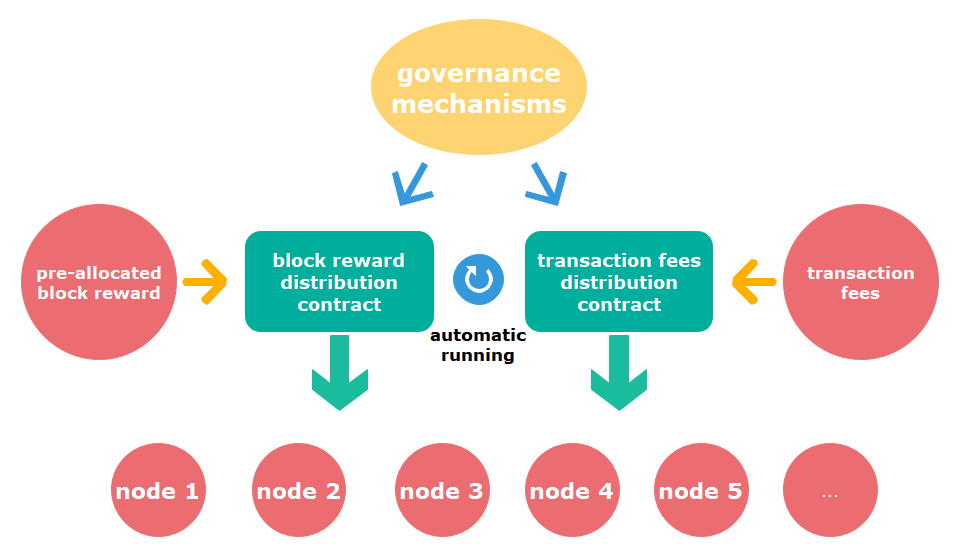 governance
mechanisms
pre-allocated
block reward
block reward
distribution
contract
automatic
running
transaction fees
distribution
contract
transaction
fees
node 1
node 2
node 3
node 4
node 5
...